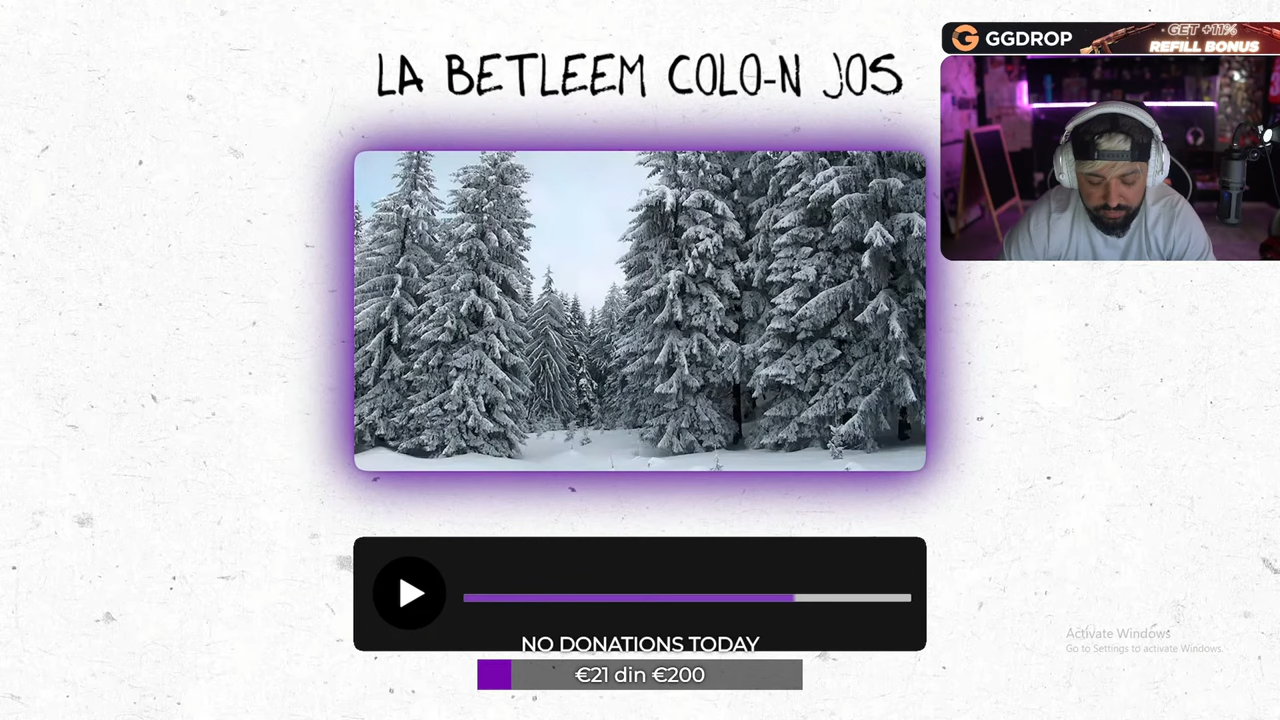 GGDROP
GET +11%
REFILL BONUS
LA BETLEEM COLO-N JOS
NO DONATIONS TODAY
€21 din €200
Activate Windows
Go to Settings to activate Windows.